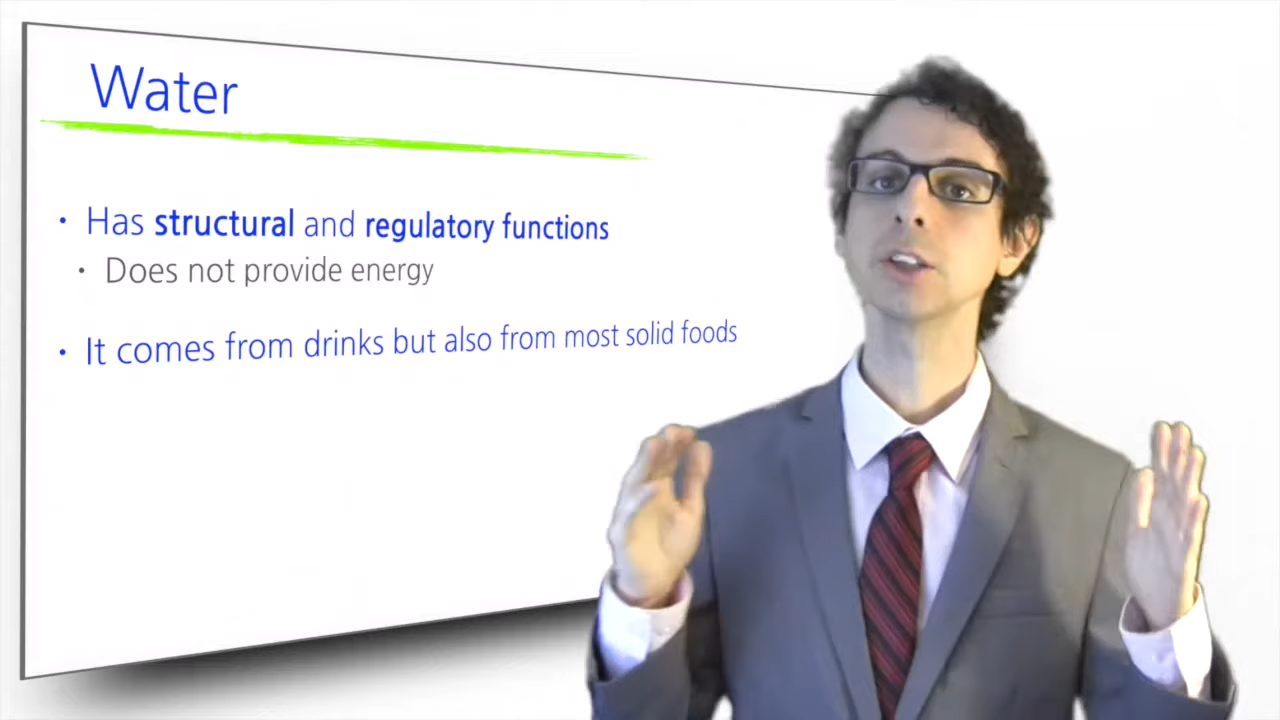 Water
• Has structural and regulatory functions
• Does not provide energy
• It comes from drinks but also from most solid foods